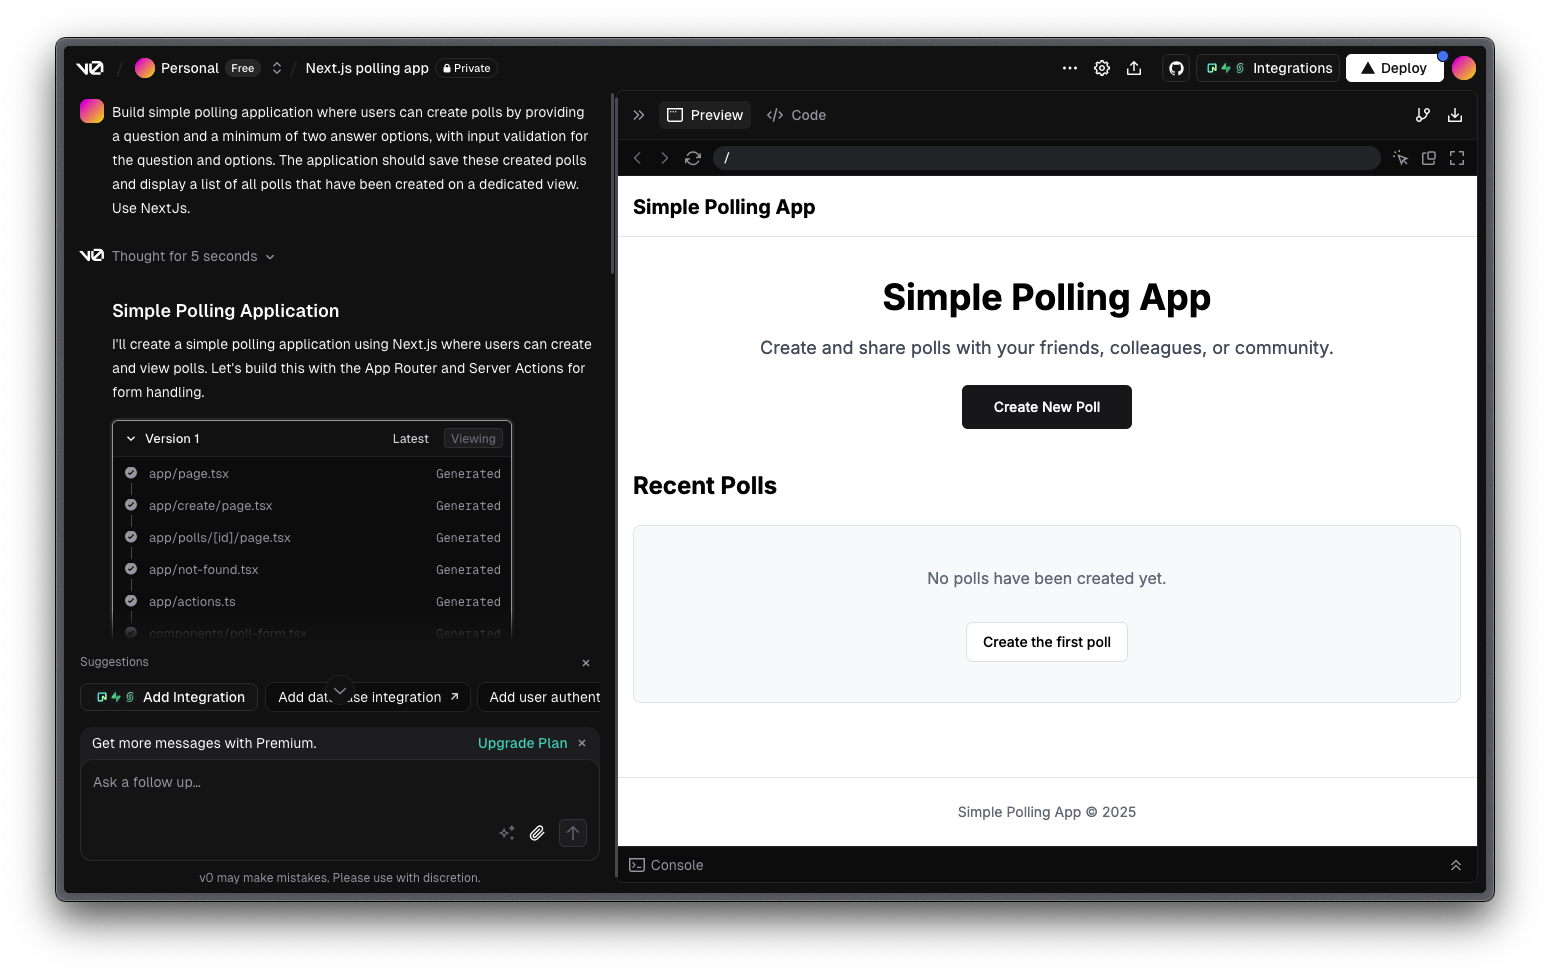 v0 / Personal Free / Next.js polling app Private
Integrations
Deploy
Build simple polling application where users can create polls by providing
a question and a minimum of two answer options, with input validation for
the question and options. The application should save these created polls
and display a list of all polls that have been created on a dedicated view.
Use NextJs.
v0 Thought for 5 seconds
Simple Polling Application
I'll create a simple polling application using Next.js where users can create
and view polls. Let's build this with the App Router and Server Actions for
form handling.
Version 1 Latest Viewing
app/page.tsx Generated
app/create/page.tsx Generated
app/polls/[id]/page.tsx Generated
app/not-found.tsx Generated
app/actions.ts Generated
components/poll-form.tsx Generated
Suggestions
Add Integration
Add database integration
Add user authent
Get more messages with Premium. Upgrade Plan
Ask a follow up…
v0 may make mistakes. Please use with discretion.
Preview
Code
/
Simple Polling App
Simple Polling App
Create and share polls with your friends, colleagues, or community.
Create New Poll
Recent Polls
No polls have been created yet.
Create the first poll
Simple Polling App © 2025
Console